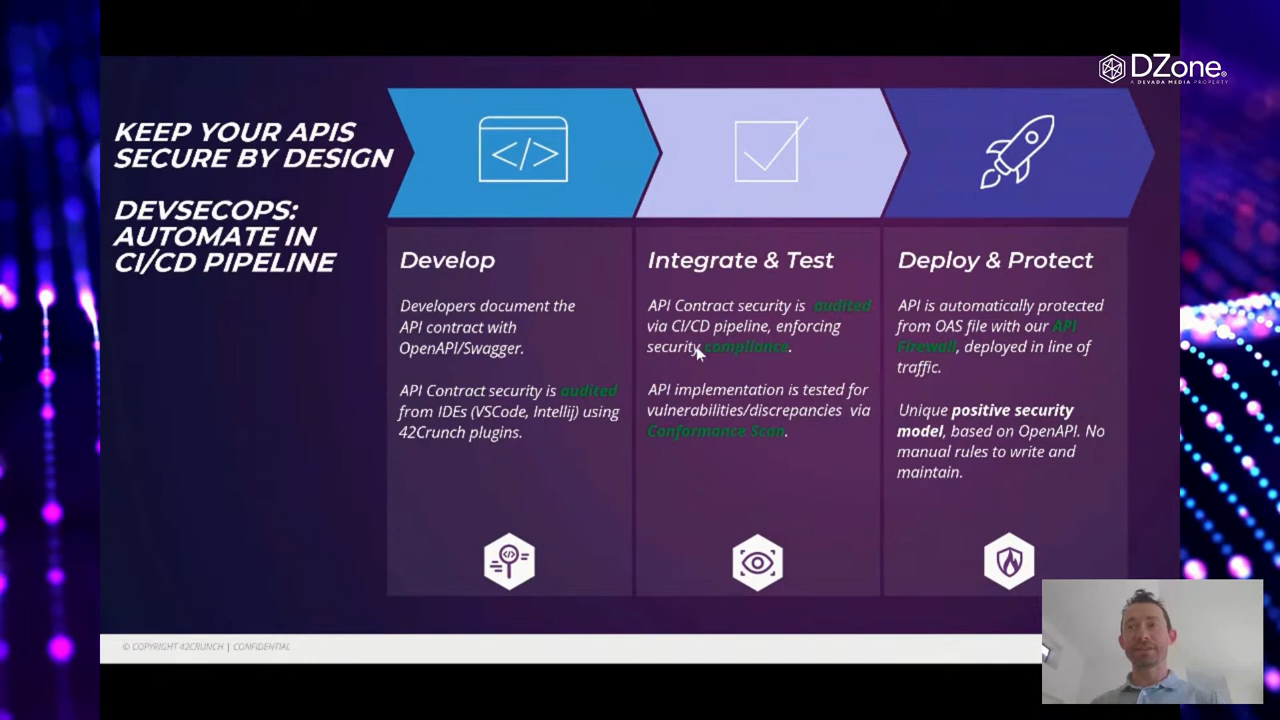 DZone.
A DEVADA MEDIA PROPERTY
KEEP YOUR APIS
SECURE BY DESIGN
DEVSECOPS:
AUTOMATE IN
CI/CD PIPELINE
</>
Develop
Developers document the
API contract with
OpenAPI/Swagger.
API Contract security is audited
from IDEs (VSCode, Intellij) using
42Crunch plugins.
Integrate & Test
API Contract security is audited
via CI/CD pipeline, enforcing
security compliance.
API implementation is tested for
vulnerabilities/discrepancies via
Conformance Scan.
Deploy & Protect
API is automatically protected
from OAS file with our API
Firewall, deployed in line of
traffic.
Unique positive security
model, based on OpenAPI. No
manual rules to write and
maintain.
© COPYRIGHT 42CRUNCH | CONFIDENTIAL